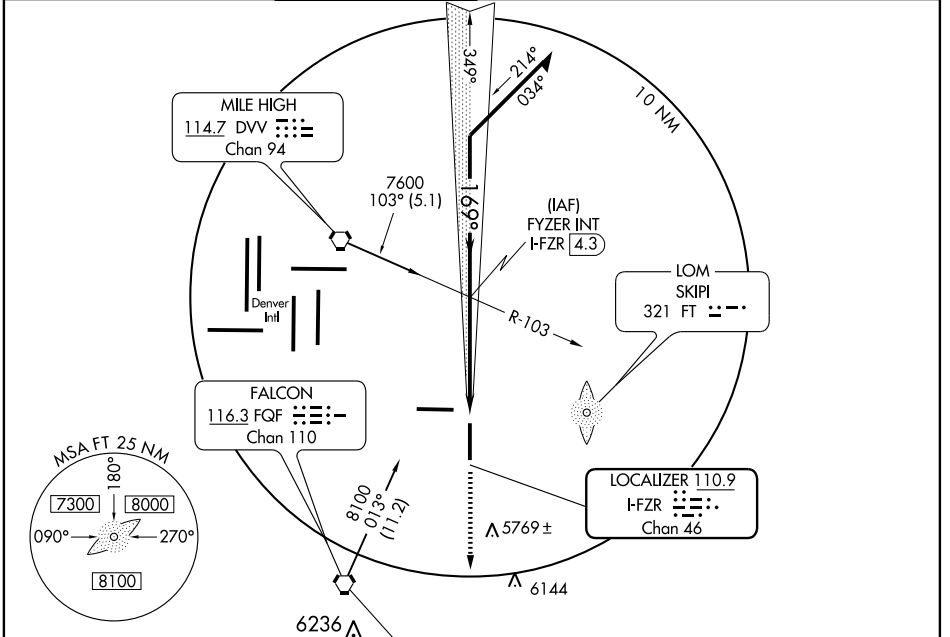 349°
214°
034°
10 NM
MILE HIGH
114.7 DVV
Chan 94
7600
103° (5.1)
169°
(IAF)
FYZER INT
I-FZR 4.3
LOM
SKIPI
321 FT
Denver
Intl
R-103
FALCON
116.3 FQF
Chan 110
MSA FT 25 NM
180°
7300
8000
090°
270°
8100
8100
013°
(11.2)
LOCALIZER 110.9
I-FZR
Chan 46
5769 ±
6144
6236